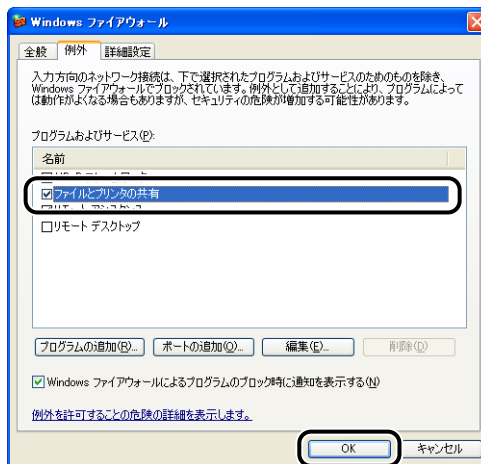 Windows ファイアウォール
全般 例外 詳細設定
入力方向のネットワーク接続は、下で選択されたプログラムおよびサービスのためのものを除き、
Windows ファイアウォールでブロックされています。例外として追加することにより、プログラムによって
は動作がよくなる場合もありますが、セキュリティの危険が増加する可能性があります。
プログラムおよびサービス(P):
名前
ファイルとプリンタの共有
リモート デスクトップ
プログラムの追加(R)... ポートの追加(O)... 編集(E)... 削除(D)
Windows ファイアウォールによるプログラムのブロック時に通知を表示する(N)
例外を許可することの危険の詳細を表示します。
OK キャンセル